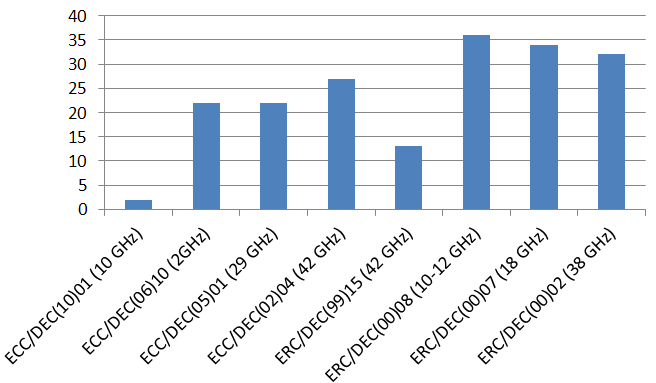 40
35
30
25
20
15
10
5
0
ECC/DEC(10)01 (10 GHz)
ECC/DEC(06)10 (2GHz)
ECC/DEC(05)01 (29 GHz)
ECC/DEC(02)04 (42 GHz)
ERC/DEC(99)15 (42 GHz)
ERC/DEC(00)08 (10-12 GHz)
ERC/DEC(00)07 (18 GHz)
ERC/DEC(00)02 (38 GHz)